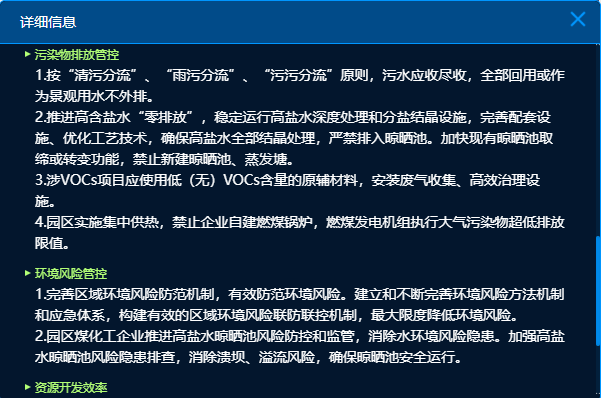 详细信息
污染物排放管控
1.按“清污分流”、“雨污分流”、“污污分流”原则，污水应收尽收，全部回用或作
为景观用水不外排。
2.推进高含盐水“零排放”，稳定运行高盐水深度处理和分盐结晶设施，完善配套设
施、优化工艺技术，确保高盐水全部结晶处理，严禁排入晾晒池。加快现有晾晒池取
缔或转变功能，禁止新建晾晒池、蒸发塘。
3.涉VOCs项目应使用低（无）VOCs含量的原辅材料，安装废气收集、高效治理设
施。
4.园区实施集中供热，禁止企业自建燃煤锅炉，燃煤发电机组执行大气污染物超低排放
限值。
环境风险管控
1.完善区域环境风险防范机制，有效防范环境风险。建立和不断完善环境风险方法机制
和应急体系，构建有效的区域环境风险联防联控机制，最大限度降低环境风险。
2.园区煤化工企业推进高盐水晾晒池风险防控和监管，消除水环境风险隐患。加强高盐
水晾晒池风险隐患排查，消除溃坝、溢流风险，确保晾晒池安全运行。
资源开发效率